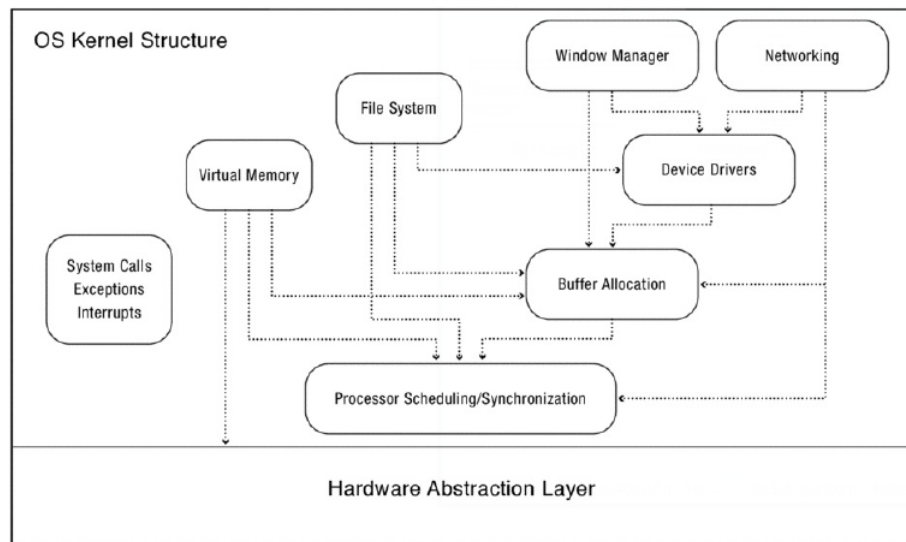 OS Kernel Structure
Window Manager
Networking
File System
Device Drivers
Virtual Memory
System Calls
Exceptions
Interrupts
Buffer Allocation
Processor Scheduling/Synchronization
Hardware Abstraction Layer